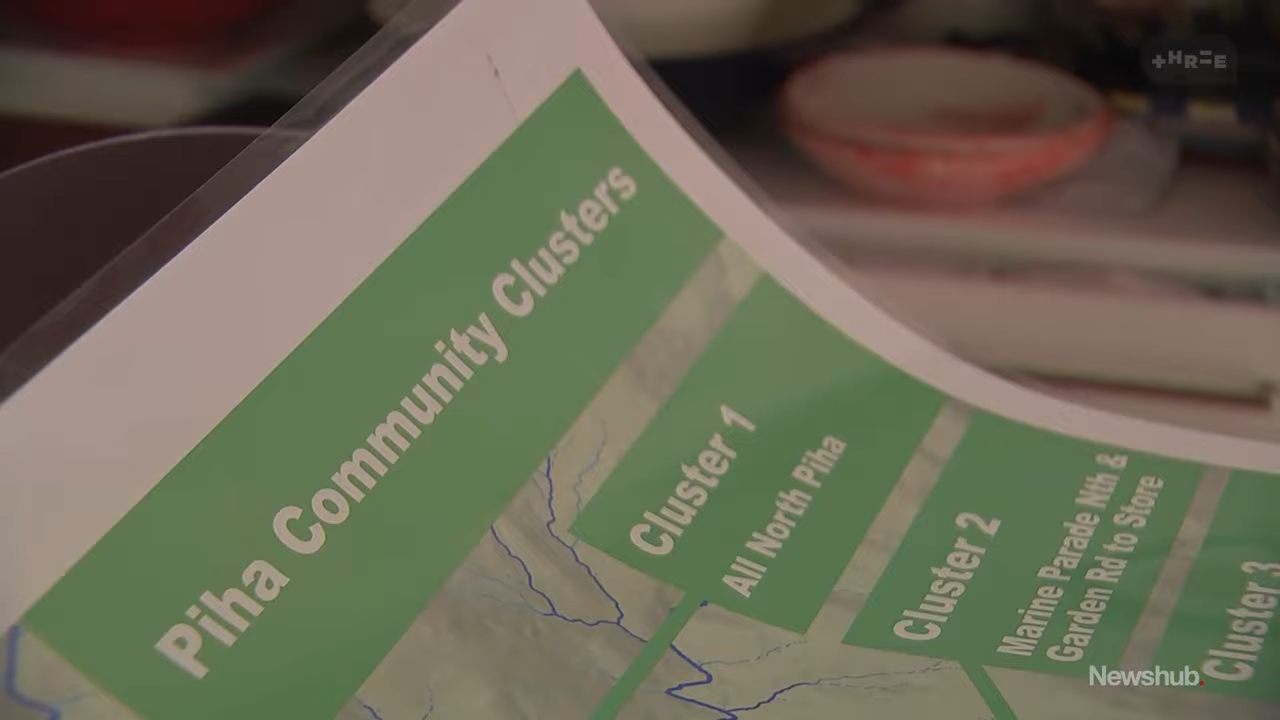 +HR=E
Piha Community Clusters
Cluster 1
All North Piha
Cluster 2
Marine Parade Nth &
Garden Rd to Store
Cluster 3
Newshub.